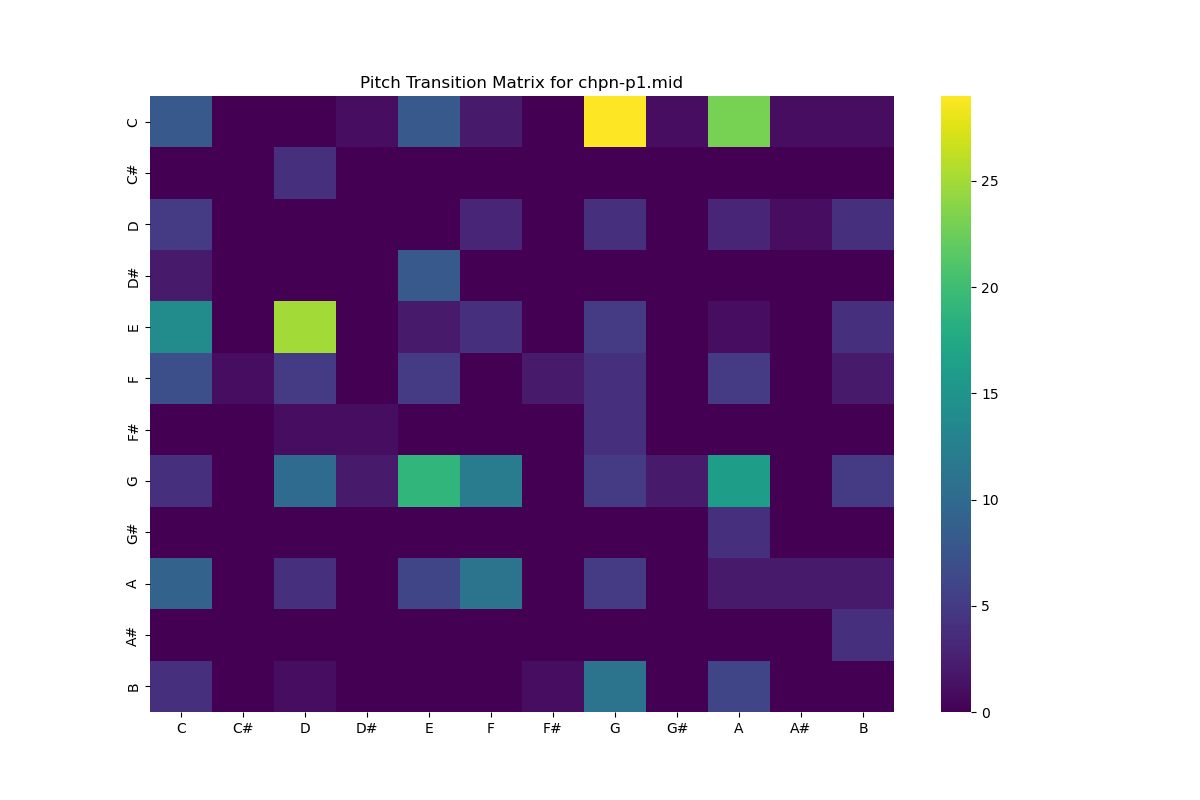 Pitch Transition Matrix for chpn-p1.mid
C
C#
D
D#
E
F
F#
G
G#
A
A#
B
C C# D D# E F F# G G# A A# B
25
20
15
10
5
0